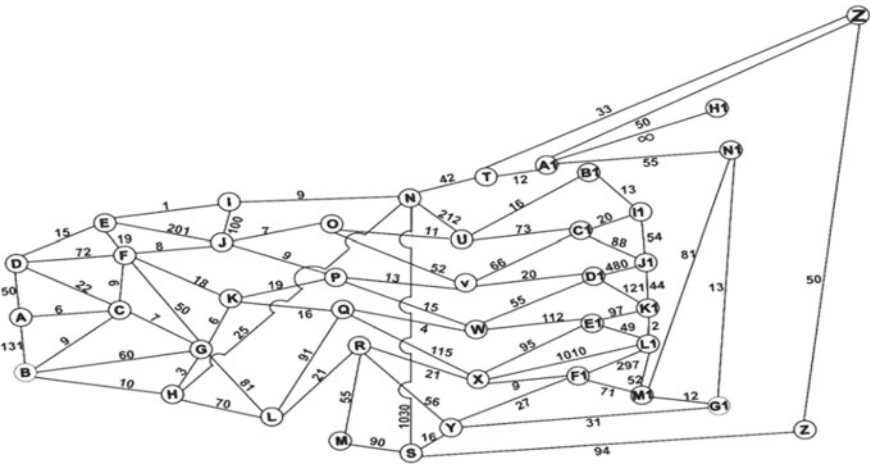 Z
33
H1
50
∞
A1
N1
55
42
T
12
B1
N
I
9
1
16
13
E
201
100
212
I1
O
15
J
7
11
U
73
C1
20
54
81
D
72
19
F
8
88
J1
9
52
66
480
22
18
P
13
V
20
D1
44
50
9
K
19
121
50
6
A
C
50
16
15
55
K1
13
7
6
Q
4
W
112
E1
97
2
131
9
G
25
49
L1
60
R
115
95
1010
B
3
91
21
X
297
10
81
9
F1
52
H
21
71
M1
12
G1
70
55
56
27
L
1030
Y
31
Z
M
90
16
S
94